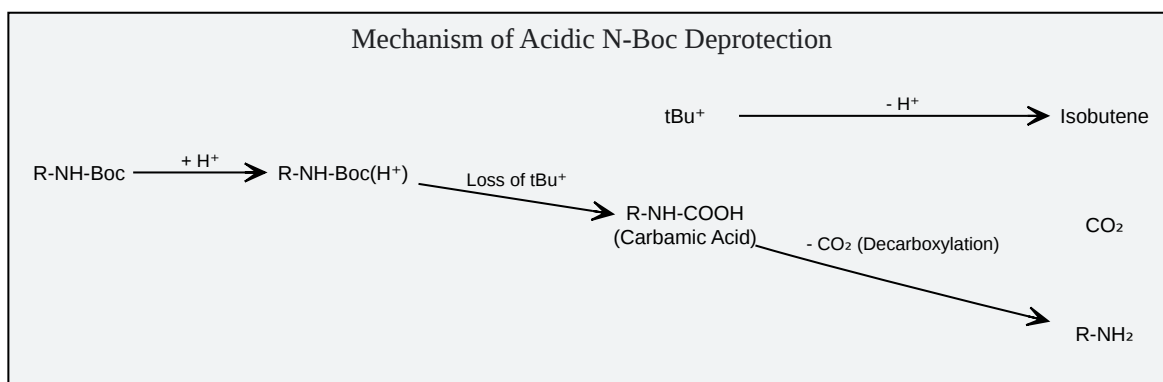 Mechanism of Acidic N-Boc Deprotection
tBu⁺
- H⁺
Isobutene
R-NH-Boc
+ H⁺
R-NH-Boc(H⁺)
Loss of tBu⁺
R-NH-COOH
(Carbamic Acid)
- CO₂ (Decarboxylation)
CO₂
R-NH₂